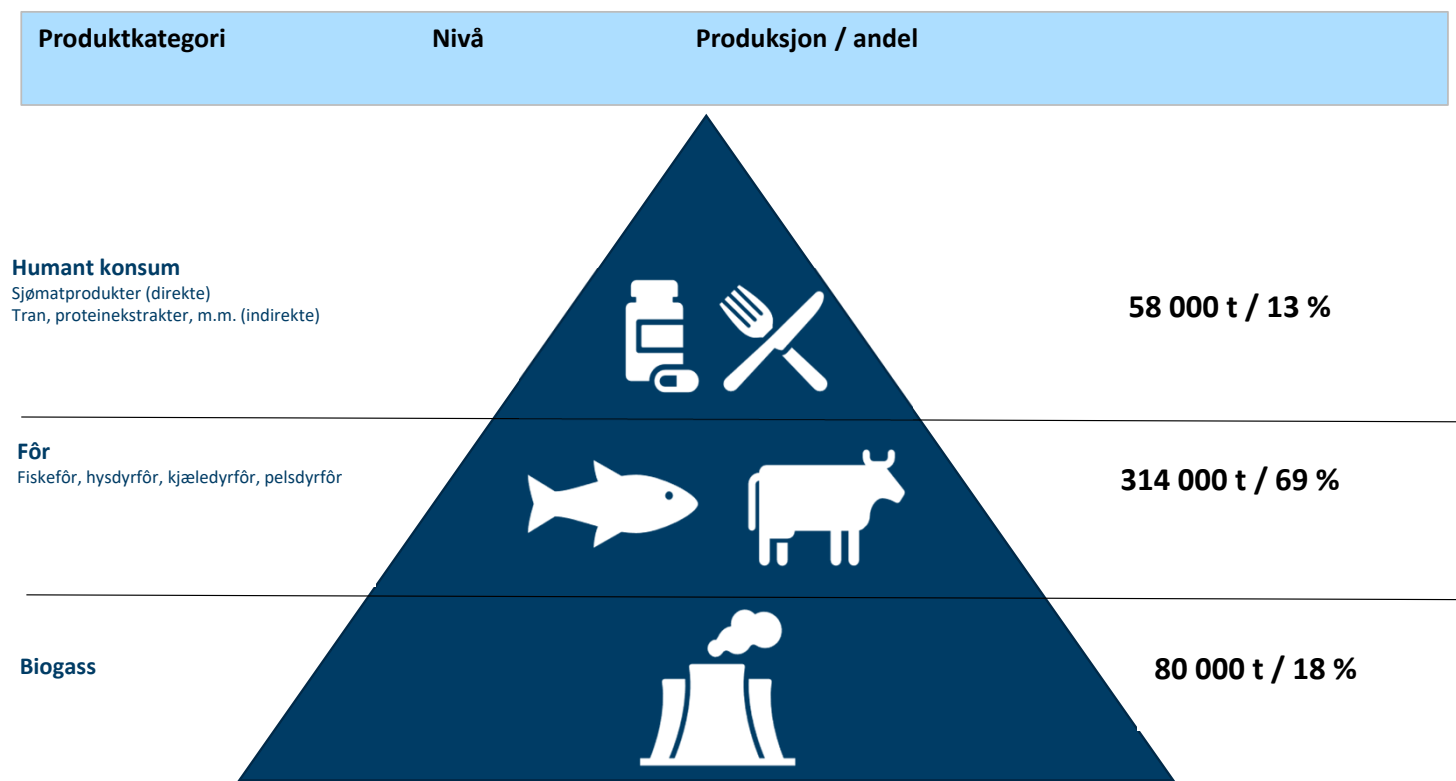 Produktkategori Nivå Produksjon / andel
Humant konsum
Sjømatprodukter (direkte)
Tran, proteinekstrakter, m.m. (indirekte)
58 000 t / 13 %
Fôr
Fiskefôr, hysdyrfôr, kjæledyrfôr, pelsdyrfôr
314 000 t / 69 %
Biogass
80 000 t / 18 %